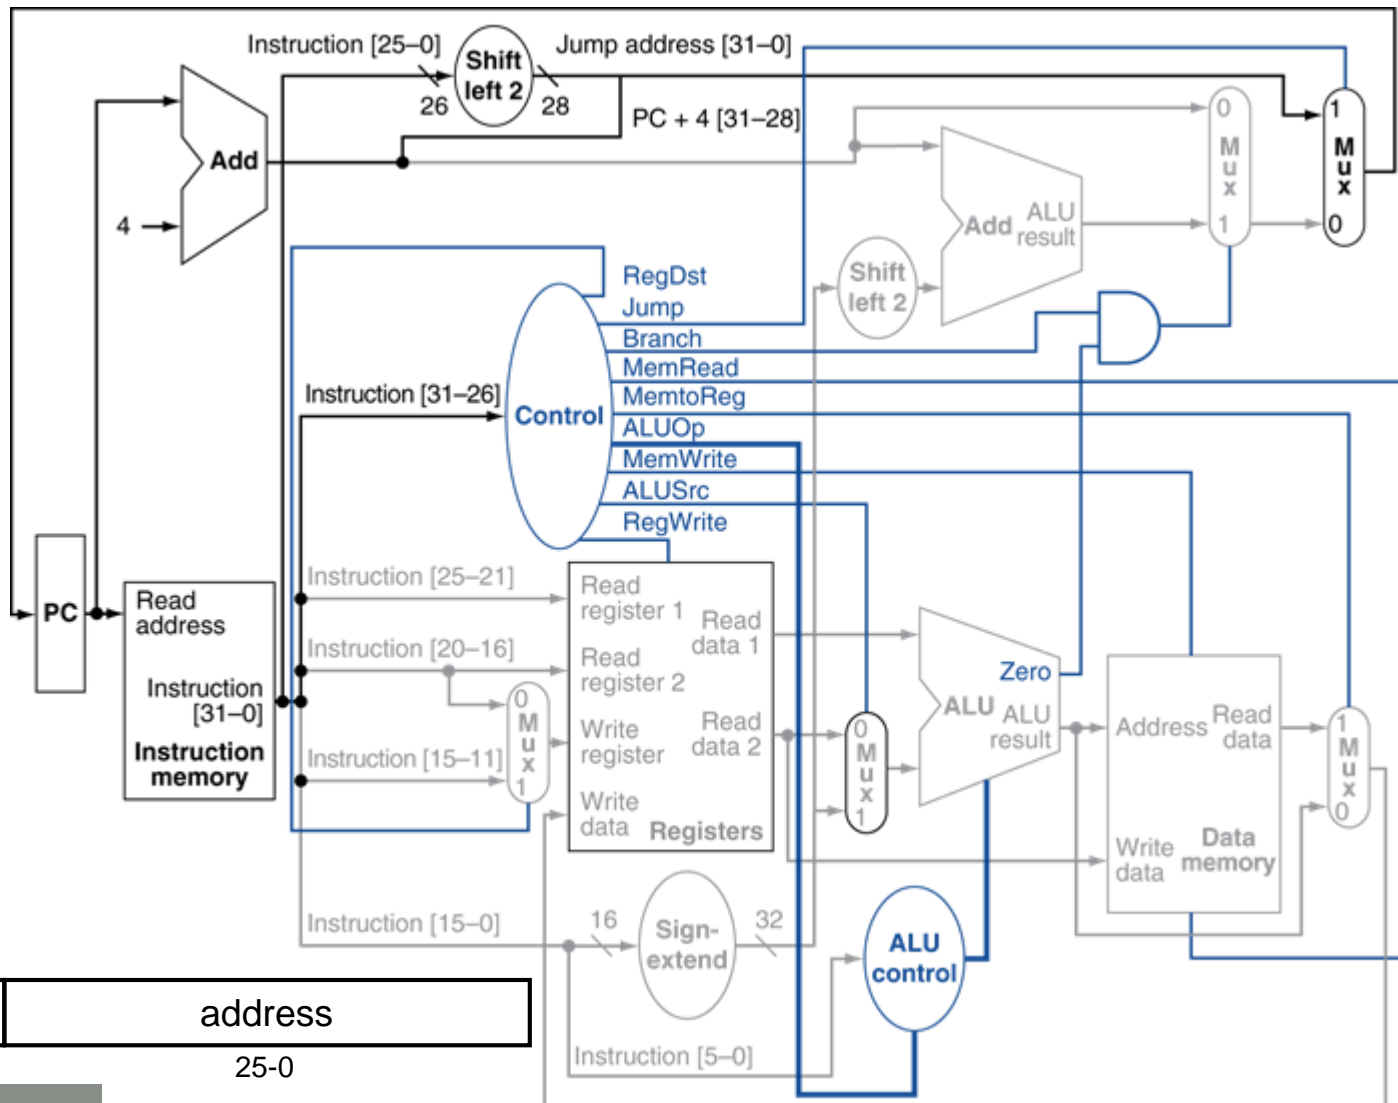 Instruction [25–0]
Shift
left 2
Jump address [31–0]
26
28
PC + 4 [31–28]
Add
4
0
M
u
x
1
1
M
u
x
0
Add
ALU
result
Shift
left 2
RegDst
Jump
Branch
MemRead
MemtoReg
ALUOp
MemWrite
ALUSrc
RegWrite
Instruction [31–26]
Control
PC
Read
address
Instruction
[31–0]
Instruction
memory
Instruction [25–21]
Instruction [20–16]
Instruction [15–11]
0
M
u
x
1
Read
register 1
Read
register 2
Write
register
Write
data
Read
data 1
Read
data 2
Registers
0
M
u
x
1
Zero
ALU
ALU
result
Address
Read
data
Write
data
Data
memory
1
M
u
x
0
Instruction [15–0]
16
Sign-
extend
32
ALU
control
Instruction [5–0]
address
25-0